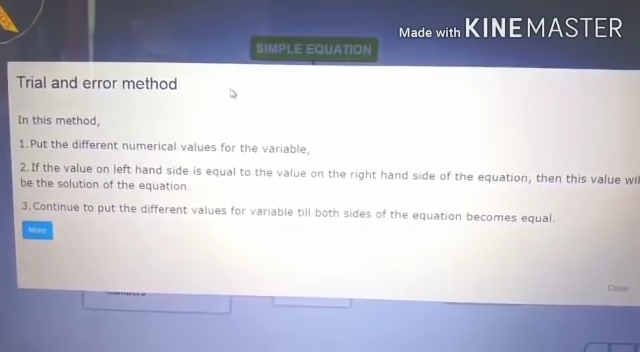 Made with KINEMASTER
SIMPLE EQUATION
Trial and error method
In this method,
1. Put the different numerical values for the variable,
2. If the value on left hand side is equal to the value on the right hand side of the equation, then this value wil
be the solution of the equation.
3. Continue to put the different values for variable till both sides of the equation becomes equal.
More
Close